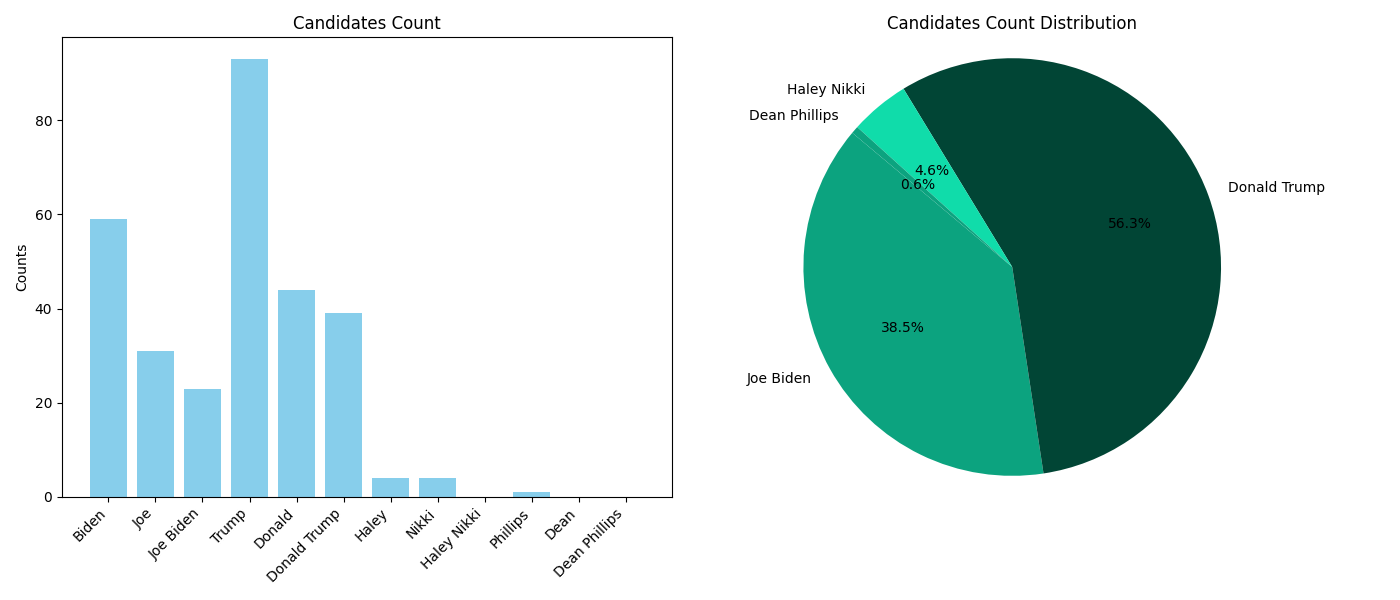 Candidates Count
Counts
80
60
40
20
0
Biden
Joe
Joe Biden
Trump
Donald
Donald Trump
Haley
Nikki
Haley Nikki
Phillips
Dean
Dean Phillips
Candidates Count Distribution
Haley Nikki
Dean Phillips
4.6%
0.6%
Donald Trump
56.3%
38.5%
Joe Biden